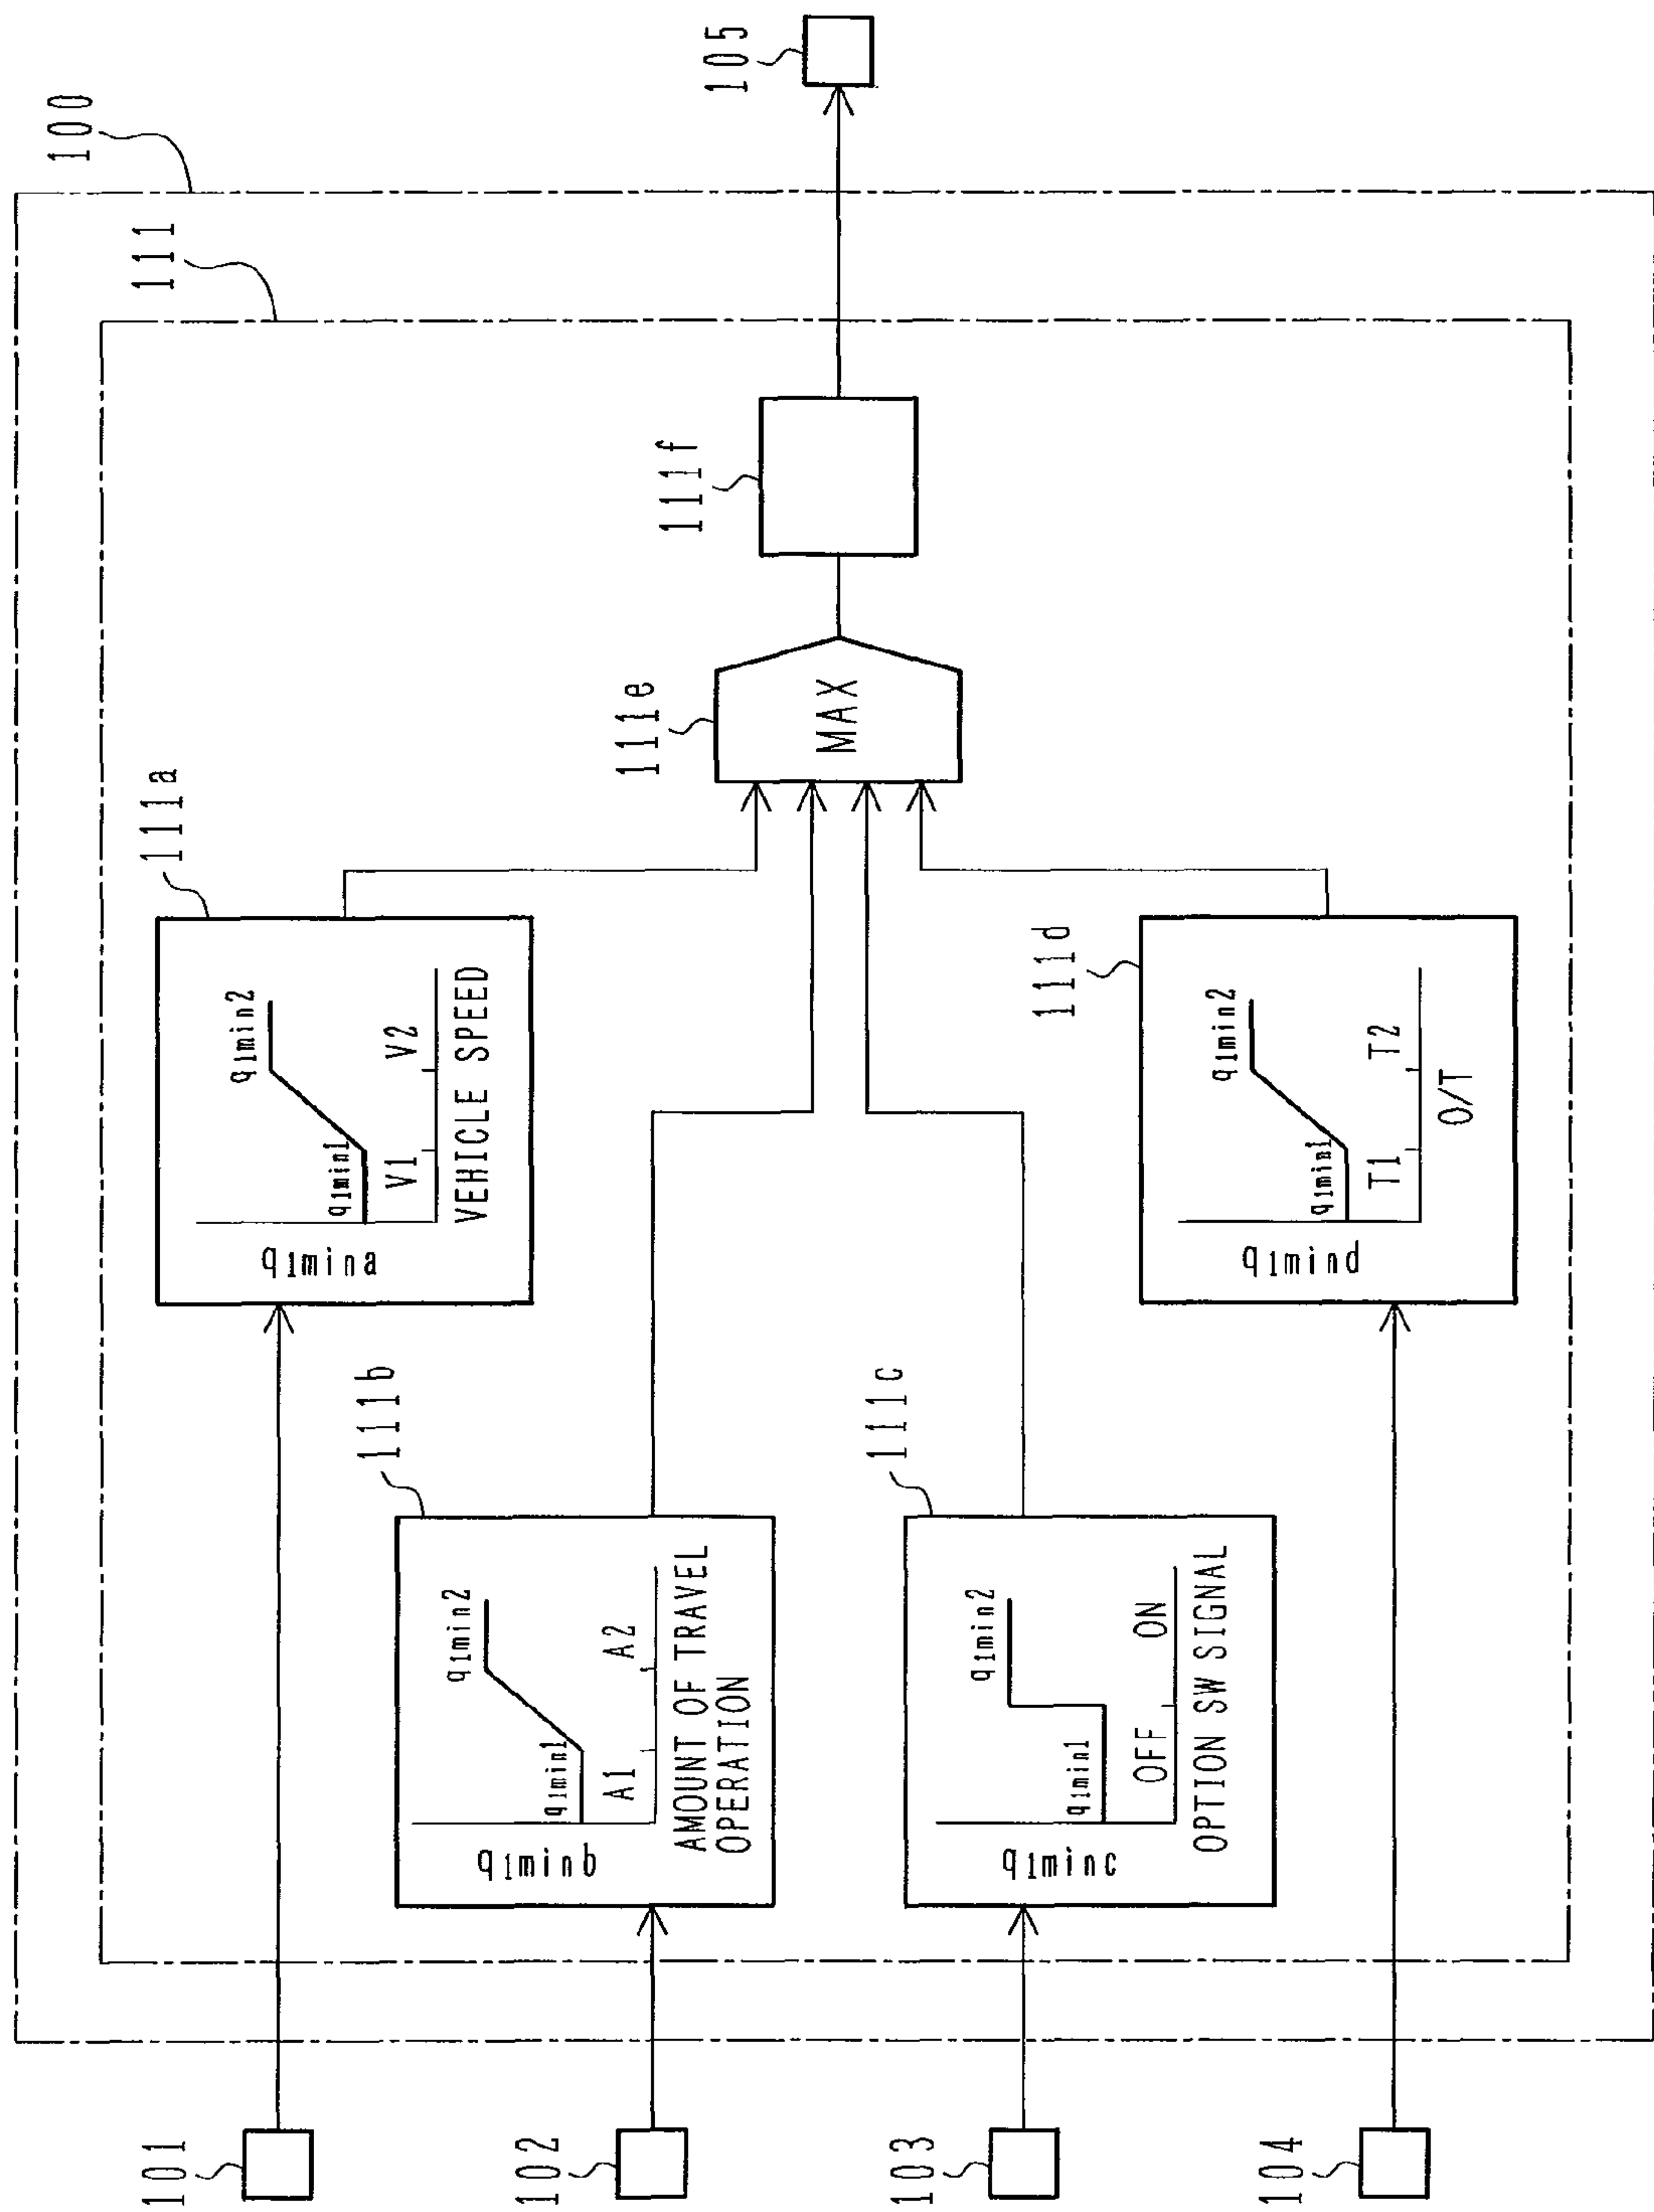 100
111
101
111a
q1mina
q1min1
q1min2
V1
V2
VEHICLE SPEED
102
111b
q1minb
q1min1
q1min2
A1
A2
AMOUNT OF TRAVEL
OPERATION
111e
MAX
111f
105
103
111c
q1minc
q1min1
q1min2
OFF
ON
OPTION SW SIGNAL
104
111d
q1mind
q1min1
q1min2
T1
T2
O/T